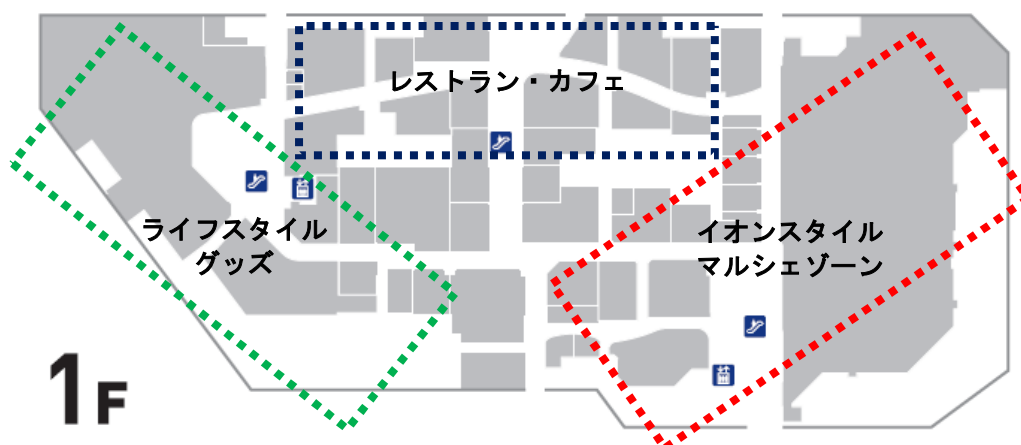 レストラン・カフェ
ライフスタイル
グッズ
イオンスタイル
マルシェゾーン
1F